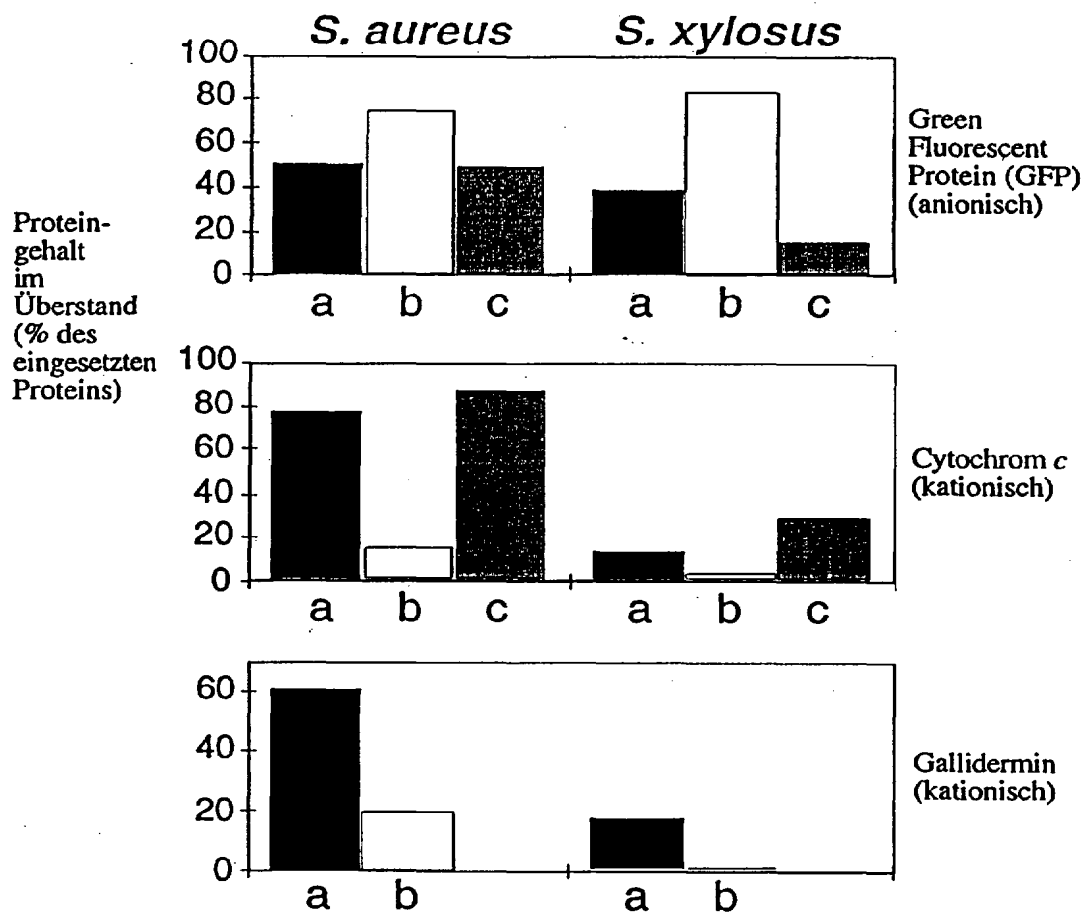 S. aureus S. xylosus
100
80
60
40
20
0
a b c a b c
Green
Fluorescent
Protein (GFP)
(anionisch)
Protein-
gehalt
im
Überstand
(% des
eingesetzten
Proteins)
100
80
60
40
20
0
a b c a b c
Cytochrom c
(kationisch)
60
40
20
0
a b a b
Gallidermin
(kationisch)